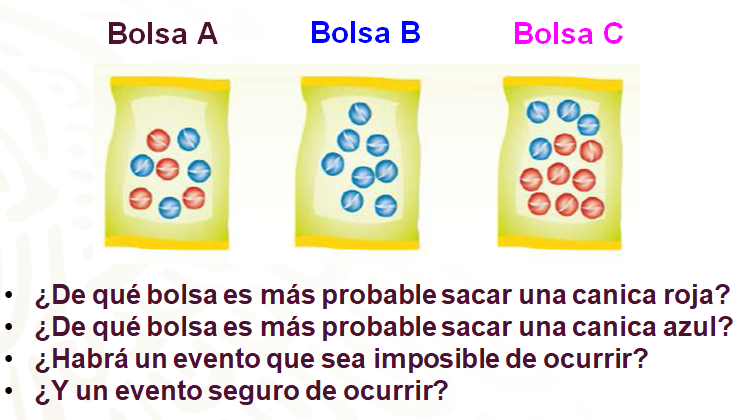 Bolsa A Bolsa B Bolsa C
• ¿De qué bolsa es más probable sacar una canica roja?
• ¿De qué bolsa es más probable sacar una canica azul?
• ¿Habrá un evento que sea imposible de ocurrir?
• ¿Y un evento seguro de ocurrir?